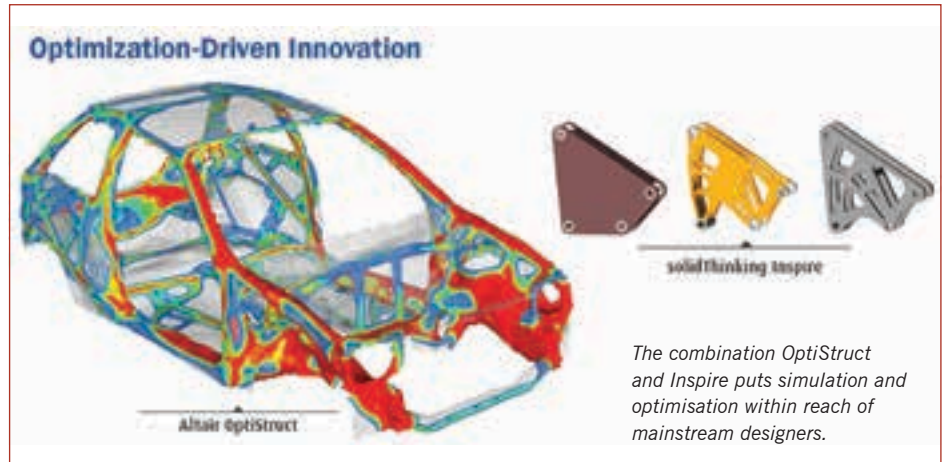 Optimization-Driven Innovation
solidThinking Inspire
Altair OptiStruct
The combination OptiStruct
and Inspire puts simulation and
optimisation within reach of
mainstream designers.